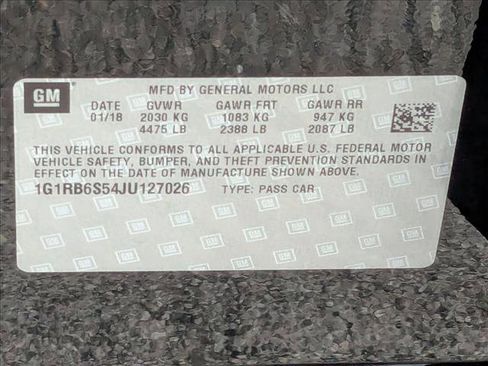 GM
MFD BY GENERAL MOTORS LLC
DATE GVWR GAWR FRT GAWR RR
01/18 2030 KG 1083 KG 947 KG
4475 LB 2388 LB 2087 LB
THIS VEHICLE CONFORMS TO ALL APPLICABLE U.S. FEDERAL MOTOR
VEHICLE SAFETY, BUMPER, AND THEFT PREVENTION STANDARDS IN
EFFECT ON THE DATE OF MANUFACTURE SHOWN ABOVE.
1G1RB6S54JU127026 TYPE: PASS CAR